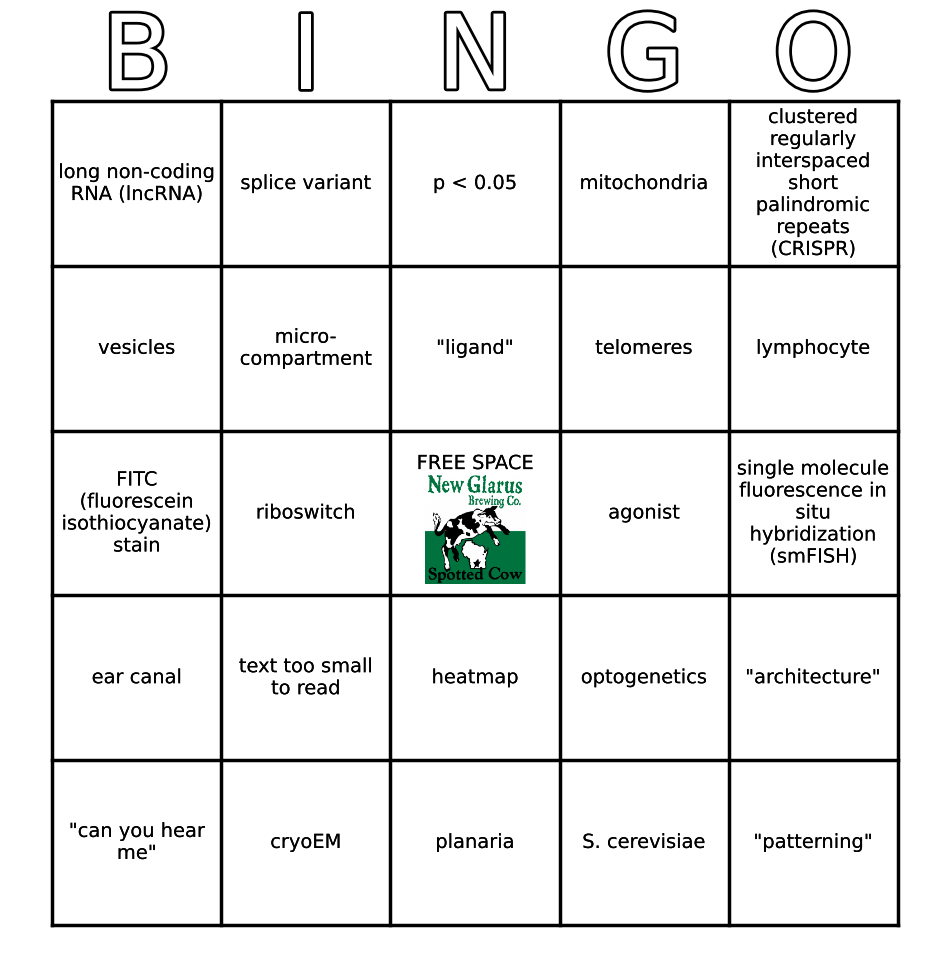 B I N G O
long non-coding
RNA (lncRNA)
splice variant
p < 0.05
mitochondria
clustered
regularly
interspaced
short
palindromic
repeats
(CRISPR)
vesicles
micro-
compartment
"ligand"
telomeres
lymphocyte
FITC
(fluorescein
isothiocyanate)
stain
riboswitch
FREE SPACE
New Glarus
Brewing Co.
Spotted Cow
agonist
single molecule
fluorescence in
situ
hybridization
(smFISH)
ear canal
text too small
to read
heatmap
optogenetics
"architecture"
"can you hear
me"
cryoEM
planaria
S. cerevisiae
"patterning"